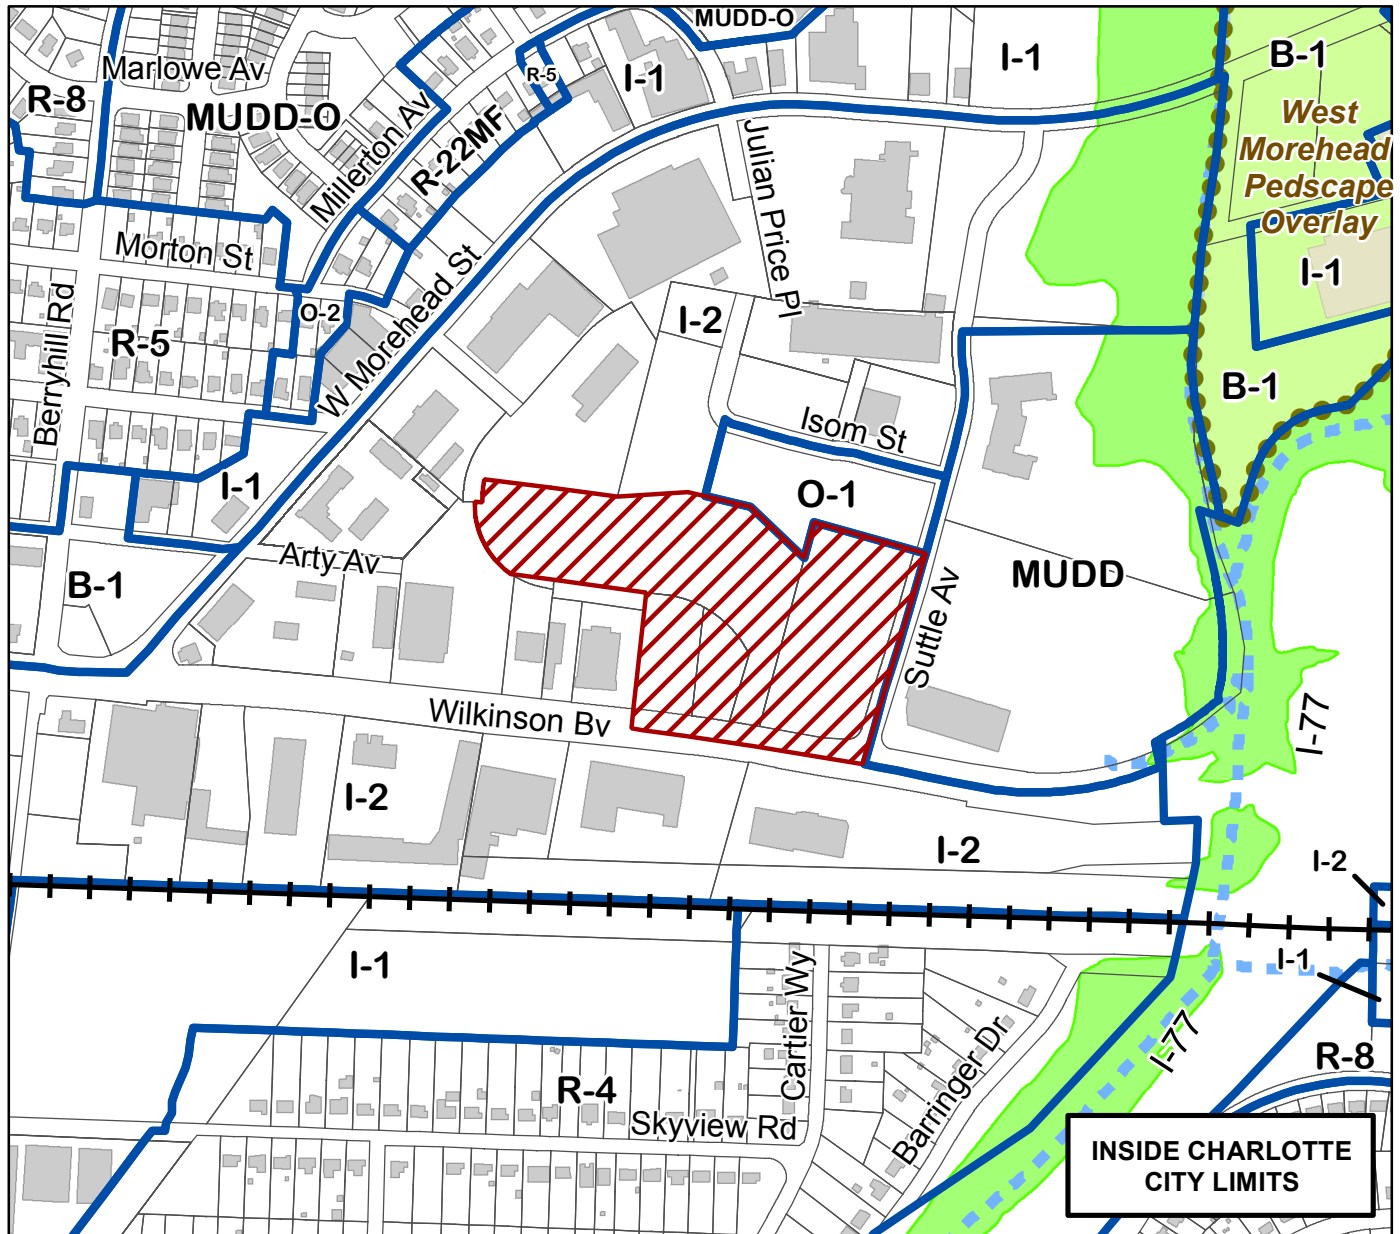 MUDD-O
I-1
B-1
Marlowe Av
R-5
I-1
R-8
MUDD-O
Millerton Av
R-22MF
West
Morehead
Pedscape
Overlay
Julian Price Pl
Morton St
I-1
Berryhill Rd
O-2
W Morehead St
I-2
R-5
B-1
Isom St
I-1
O-1
Arty Av
B-1
MUDD
Suttle Av
Wilkinson Bv
I-77
I-2
I-2
I-2
I-1
I-1
Cartier Wy
Barringer Dr
I-77
R-8
R-4
Skyview Rd
INSIDE CHARLOTTE
CITY LIMITS